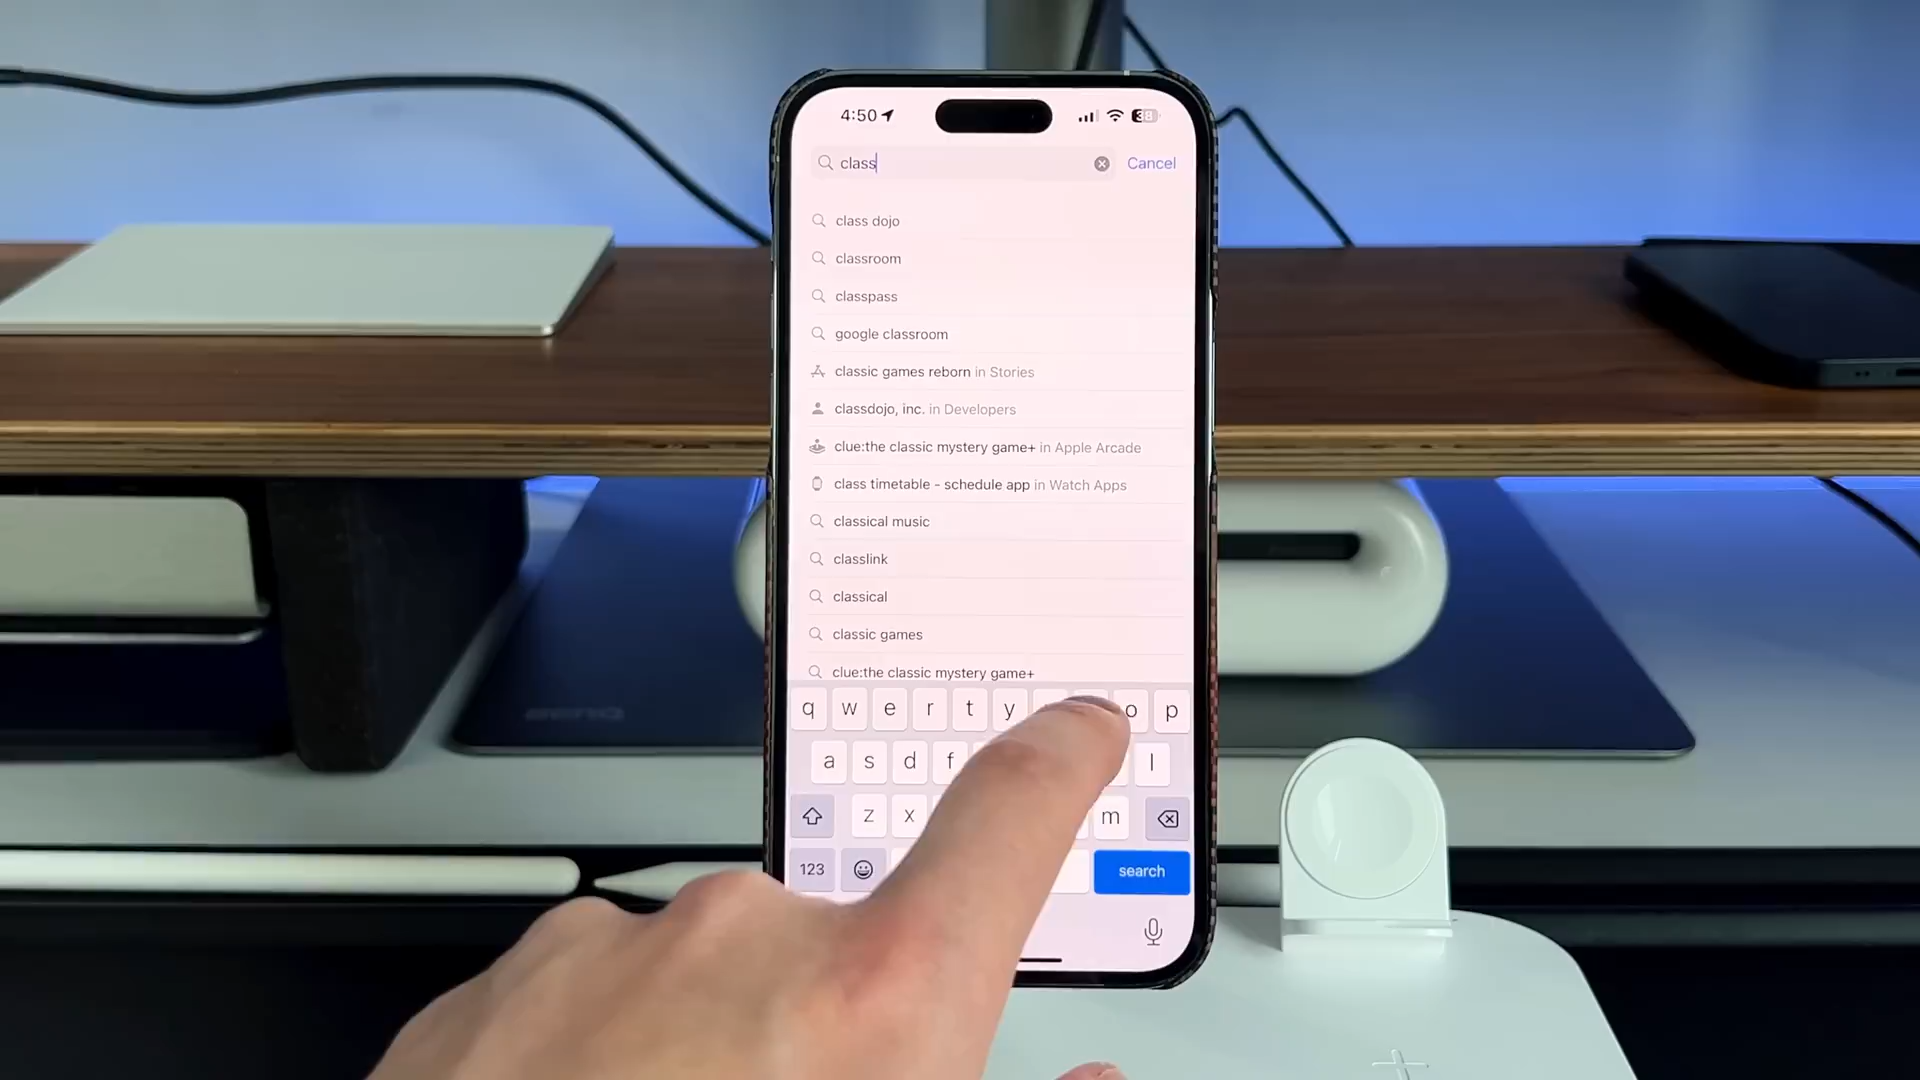 4:50
38
class
Cancel
class dojo
classroom
classpass
google classroom
classic games reborn in Stories
classdojo, inc. in Developers
clue:the classic mystery game+ in Apple Arcade
class timetable - schedule app in Watch Apps
classical music
classlink
classical
classic games
clue:the classic mystery game+
q w e r t y o p
a s d f l
z x m
123
search